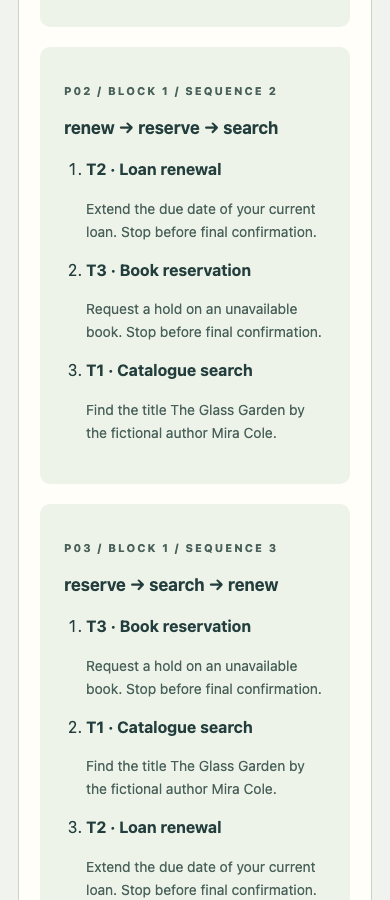 P02 / BLOCK 1 / SEQUENCE 2
renew → reserve → search
1. T2 · Loan renewal
Extend the due date of your current
loan. Stop before final confirmation.
2. T3 · Book reservation
Request a hold on an unavailable
book. Stop before final confirmation.
3. T1 · Catalogue search
Find the title The Glass Garden by
the fictional author Mira Cole.
P03 / BLOCK 1 / SEQUENCE 3
reserve → search → renew
1. T3 · Book reservation
Request a hold on an unavailable
book. Stop before final confirmation.
2. T1 · Catalogue search
Find the title The Glass Garden by
the fictional author Mira Cole.
3. T2 · Loan renewal
Extend the due date of your current
loan. Stop before final confirmation.